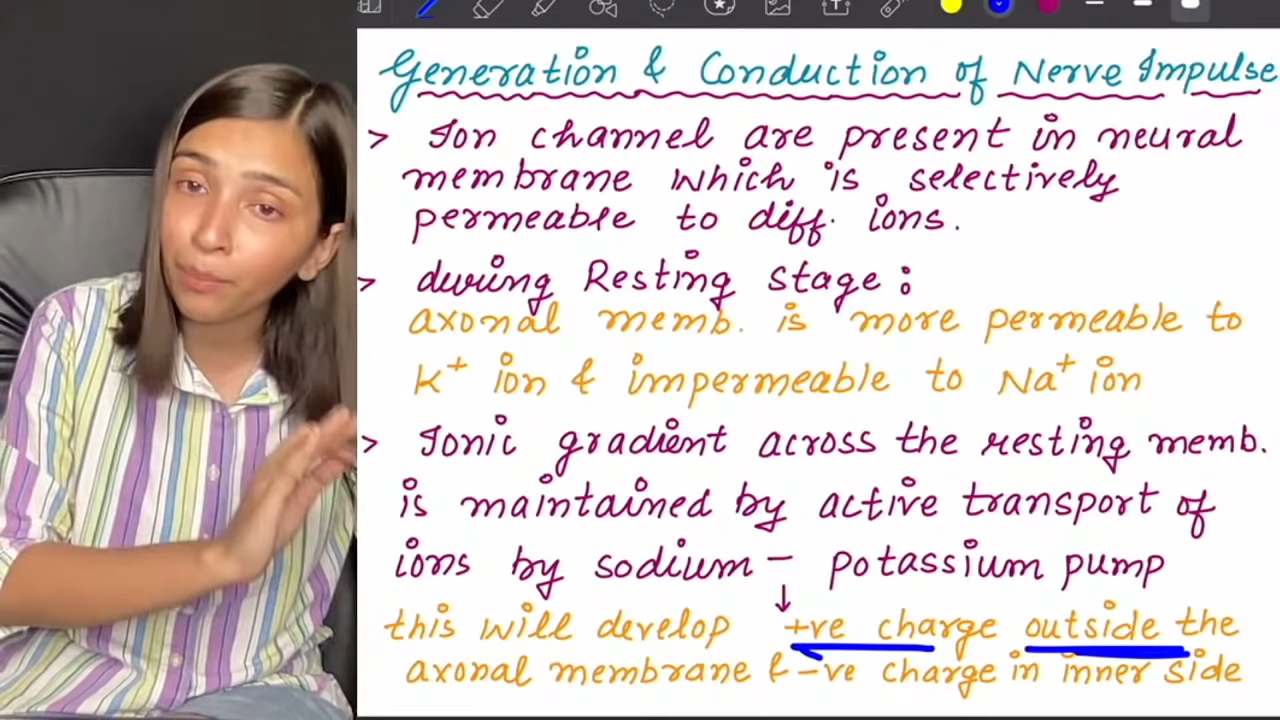 Generation & Conduction of Nerve Impulse
> Ion channel are present in neural
membrane which is selectively
permeable to diff. ions.
> during Resting Stage :
axonal memb. is more permeable to
K+ ion & impermeable to Na+ ion
> Ionic gradient across the resting memb.
is maintained by active transport of
ions by sodium - potassium pump
↓
this will develop +ve charge outside the
axonal membrane & -ve charge in inner side